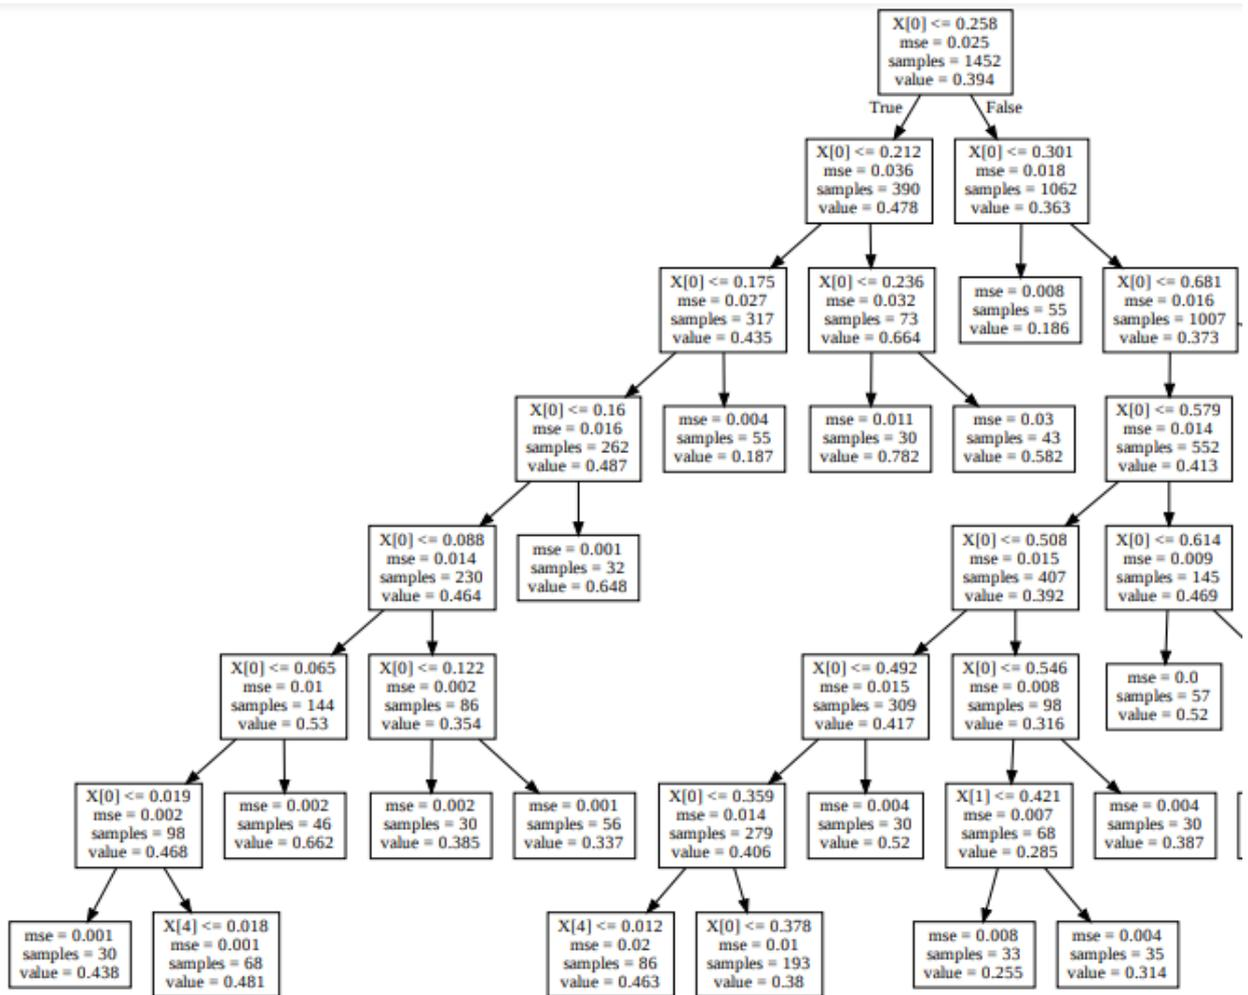 X[0] <= 0.258
mse = 0.025
samples = 1452
value = 0.394
True
False
X[0] <= 0.212
mse = 0.036
samples = 390
value = 0.478
X[0] <= 0.301
mse = 0.018
samples = 1062
value = 0.363
X[0] <= 0.175
mse = 0.027
samples = 317
value = 0.435
X[0] <= 0.236
mse = 0.032
samples = 73
value = 0.664
mse = 0.008
samples = 55
value = 0.186
X[0] <= 0.681
mse = 0.016
samples = 1007
value = 0.373
X[0] <= 0.16
mse = 0.016
samples = 262
value = 0.487
mse = 0.004
samples = 55
value = 0.187
mse = 0.011
samples = 30
value = 0.782
mse = 0.03
samples = 43
value = 0.582
X[0] <= 0.579
mse = 0.014
samples = 552
value = 0.413
X[0] <= 0.088
mse = 0.014
samples = 230
value = 0.464
mse = 0.001
samples = 32
value = 0.648
X[0] <= 0.508
mse = 0.015
samples = 407
value = 0.392
X[0] <= 0.614
mse = 0.009
samples = 145
value = 0.469
X[0] <= 0.065
mse = 0.01
samples = 144
value = 0.53
X[0] <= 0.122
mse = 0.002
samples = 86
value = 0.354
X[0] <= 0.492
mse = 0.015
samples = 309
value = 0.417
X[0] <= 0.546
mse = 0.008
samples = 98
value = 0.316
mse = 0.0
samples = 57
value = 0.52
X[0] <= 0.019
mse = 0.002
samples = 98
value = 0.468
mse = 0.002
samples = 46
value = 0.662
mse = 0.002
samples = 30
value = 0.385
mse = 0.001
samples = 56
value = 0.337
X[0] <= 0.359
mse = 0.014
samples = 279
value = 0.406
mse = 0.004
samples = 30
value = 0.52
X[1] <= 0.421
mse = 0.007
samples = 68
value = 0.285
mse = 0.004
samples = 30
value = 0.387
mse = 0.001
samples = 30
value = 0.438
X[4] <= 0.018
mse = 0.001
samples = 68
value = 0.481
X[4] <= 0.012
mse = 0.02
samples = 86
value = 0.463
X[0] <= 0.378
mse = 0.01
samples = 193
value = 0.38
mse = 0.008
samples = 33
value = 0.255
mse = 0.004
samples = 35
value = 0.314